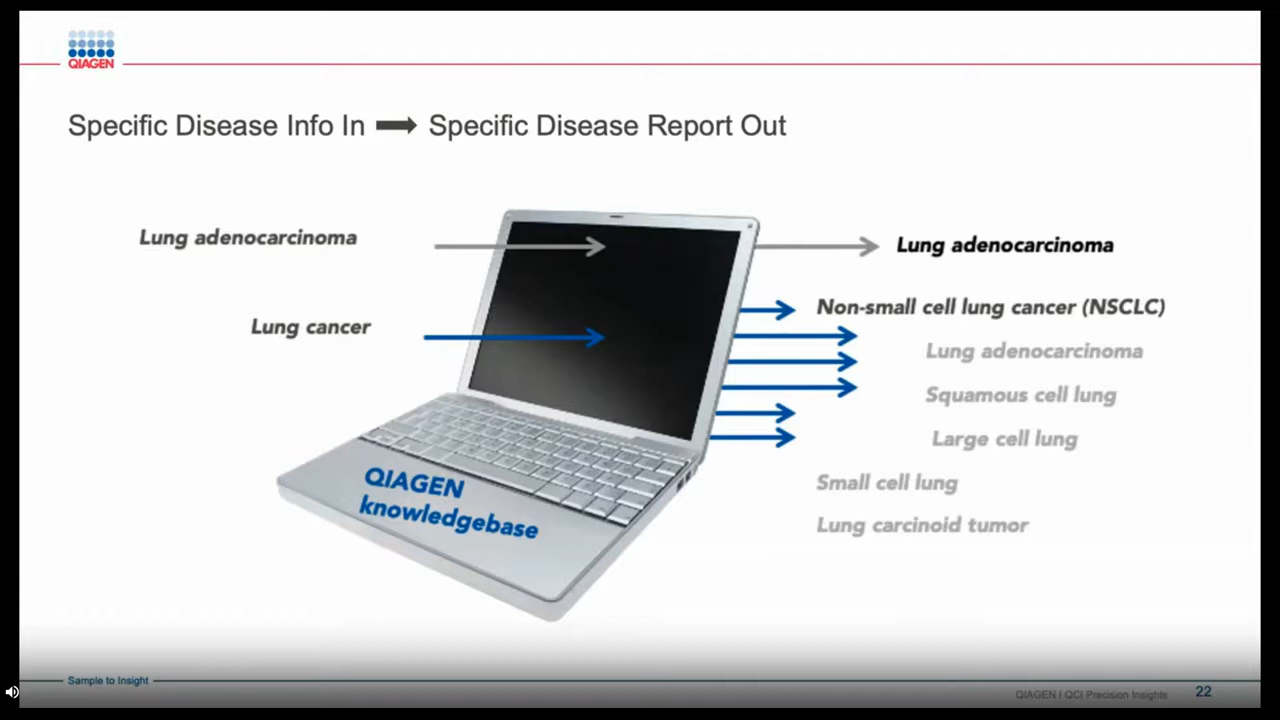 QIAGEN
Specific Disease Info In → Specific Disease Report Out
Lung adenocarcinoma
Lung adenocarcinoma
Non-small cell lung cancer (NSCLC)
Lung cancer
Lung adenocarcinoma
Squamous cell lung
Large cell lung
Small cell lung
Lung carcinoid tumor
QIAGEN
knowledgebase
Sample to Insight
QIAGEN | QCI Precision Insights
22